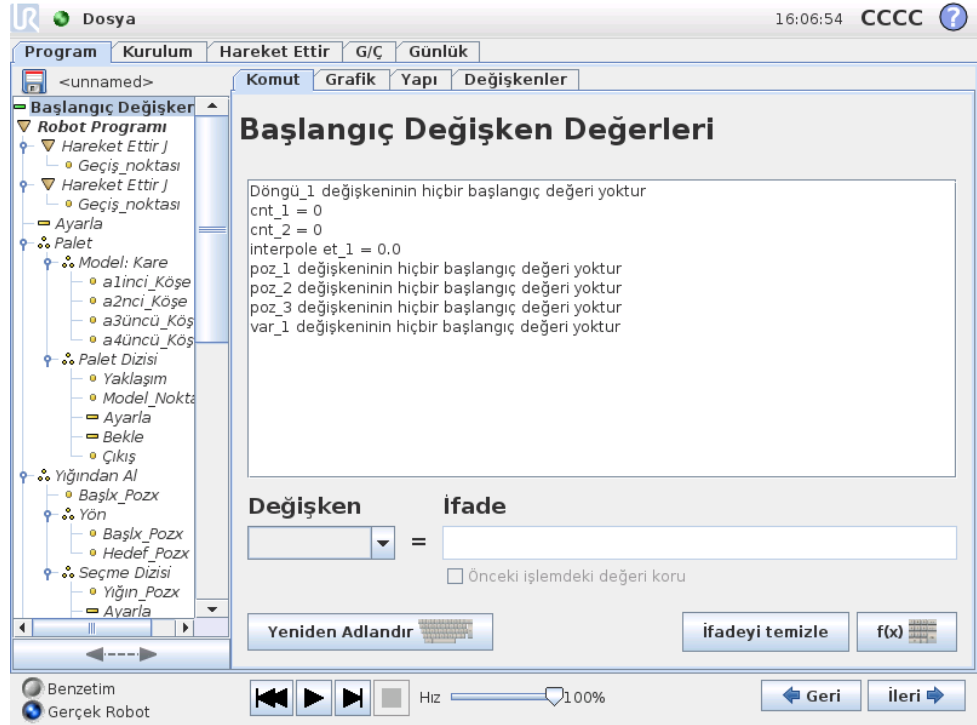 UR Dosya 16:06:54 CCCC ?
Program Kurulum Hareket Ettir G/Ç Günlük
<unnamed>
Komut Grafik Yapı Değişkenler
Başlangıç Değişker
Robot Programı
Hareket Ettir J
Geçiş_noktası
Hareket Ettir J
Geçiş_noktası
Ayarla
Palet
Model: Kare
a1inci_Köşe
a2nci_Köşe
a3üncü_Köş
a4üncü_Köş
Palet Dizisi
Yaklaşım
Model_Nokta
Ayarla
Bekle
Çıkış
Yığından Al
Başlx_Pozx
Yön
Başlx_Pozx
Hedef_Pozx
Seçme Dizisi
Yığın_Pozx
Ayarla
Başlangıç Değişken Değerleri
Döngü_1 değişkeninin hiçbir başlangıç değeri yoktur
cnt_1 = 0
cnt_2 = 0
interpole et_1 = 0.0
poz_1 değişkeninin hiçbir başlangıç değeri yoktur
poz_2 değişkeninin hiçbir başlangıç değeri yoktur
poz_3 değişkeninin hiçbir başlangıç değeri yoktur
var_1 değişkeninin hiçbir başlangıç değeri yoktur
Değişken İfade
=
Önceki işlemdeki değeri koru
Yeniden Adlandır İfadeyi temizle f(x)
Benzetim
Gerçek Robot
Hız 100%
Geri İleri